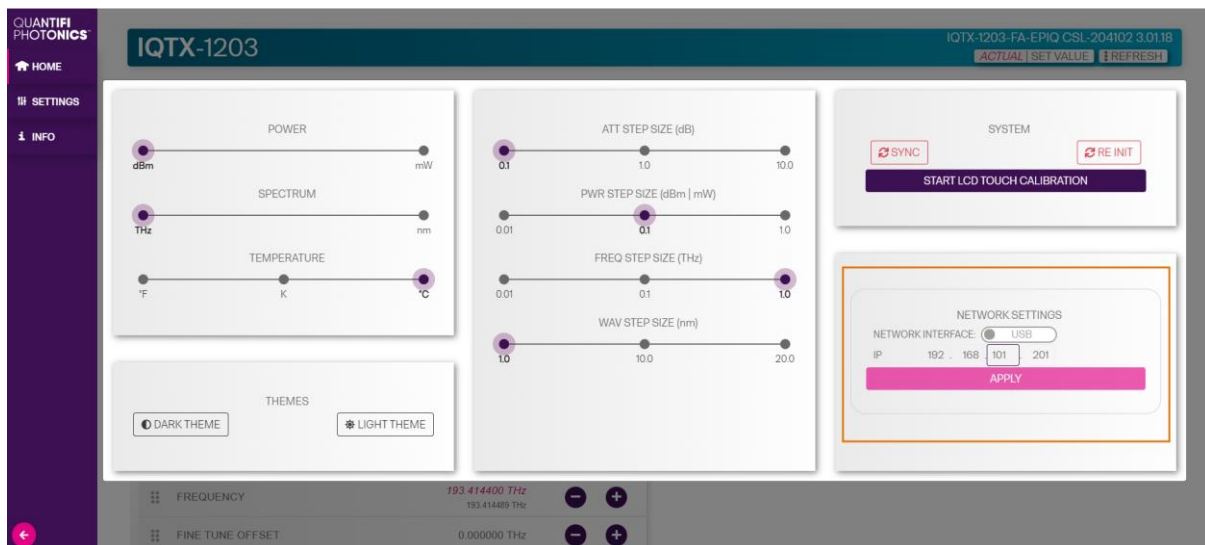 QUANTIFI
PHOTONICS™
HOME
SETTINGS
INFO
IQTX-1203
IQTX-1203-FA-EPIQ CSL-204102 3.01.18
ACTUAL | SET VALUE REFRESH
POWER
dBm mW
SPECTRUM
THz nm
TEMPERATURE
°F K °C
THEMES
DARK THEME LIGHT THEME
ATT STEP SIZE (dB)
0.1 1.0 10.0
PWR STEP SIZE (dBm | mW)
0.01 0.1 1.0
FREQ STEP SIZE (THz)
0.01 0.1 1.0
WAV STEP SIZE (nm)
1.0 10.0 20.0
SYSTEM
SYNC RE INIT
START LCD TOUCH CALIBRATION
NETWORK SETTINGS
NETWORK INTERFACE: USB
IP 192 . 168 . 101 . 201
APPLY
FREQUENCY 193.414400 THz
193.414489 THz
FINE TUNE OFFSET 0.000000 THz